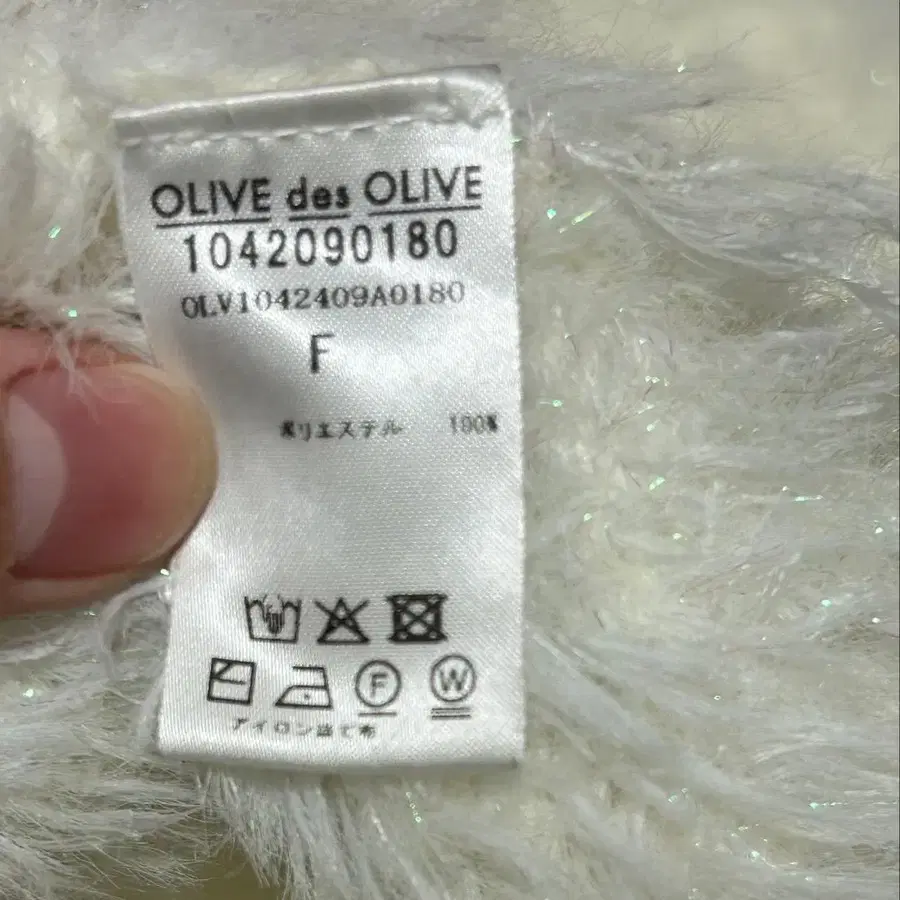 OLIVE des OLIVE
1042090180
OLV1042409A0180
F
ポリエステル 100%
F W
アイロン当て布